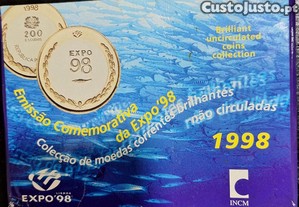 CustoJusto.pt
1998
200
EXPO
98
Brilliant
uncirculated
coins
collection
Emissão Comemorativa
da EXPO'98
Colecção de moedas correntes brilhantes
não circuladas
1998
LISBOA
EXPO'98
INCM